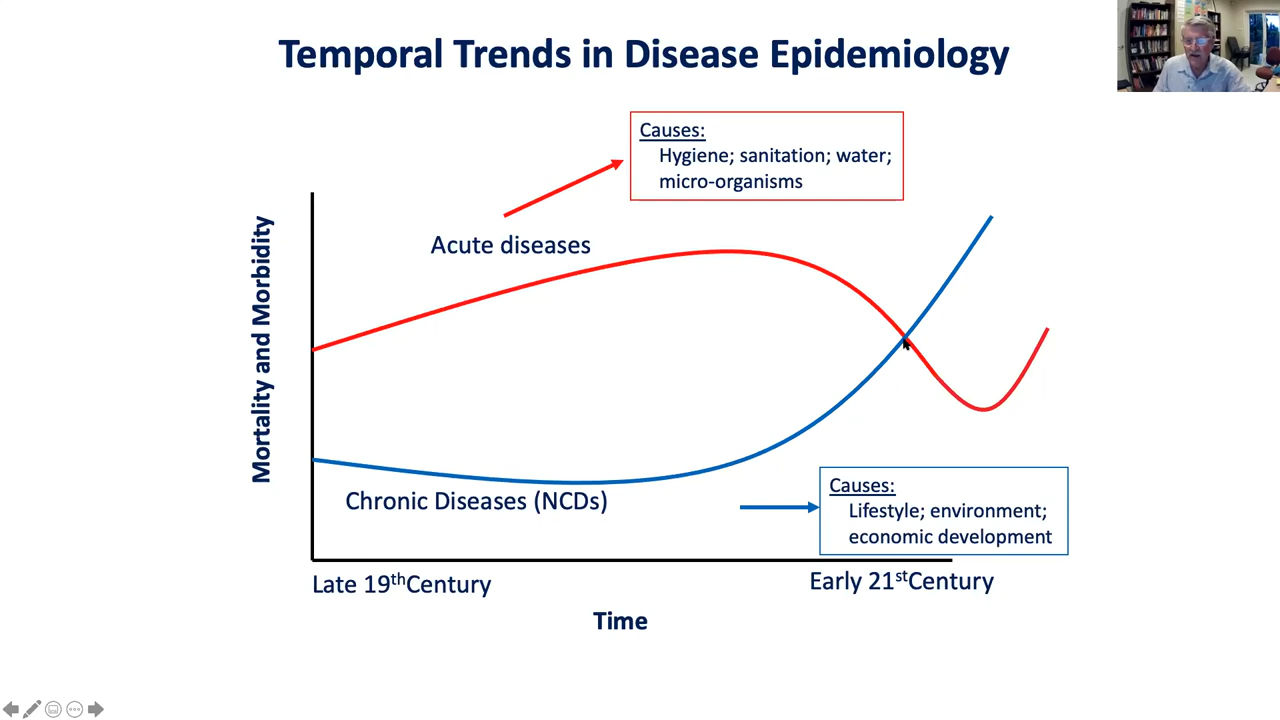 Temporal Trends in Disease Epidemiology
Causes:
Hygiene; sanitation; water;
micro-organisms
Acute diseases
Mortality and Morbidity
Chronic Diseases (NCDs)
Causes:
Lifestyle; environment;
economic development
Late 19thCentury
Early 21stCentury
Time